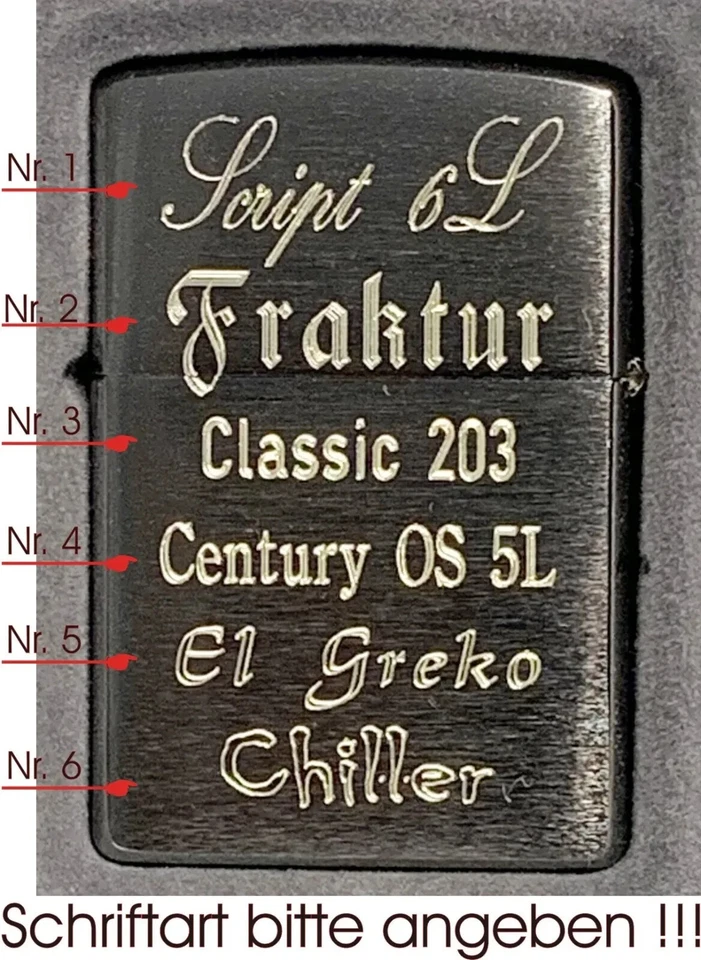 Nr. 1
Script 6L
Nr. 2
Fraktur
Nr. 3
Classic 203
Nr. 4
Century OS 5L
Nr. 5
El Greko
Nr. 6
Chiller
Schriftart bitte angeben !!!